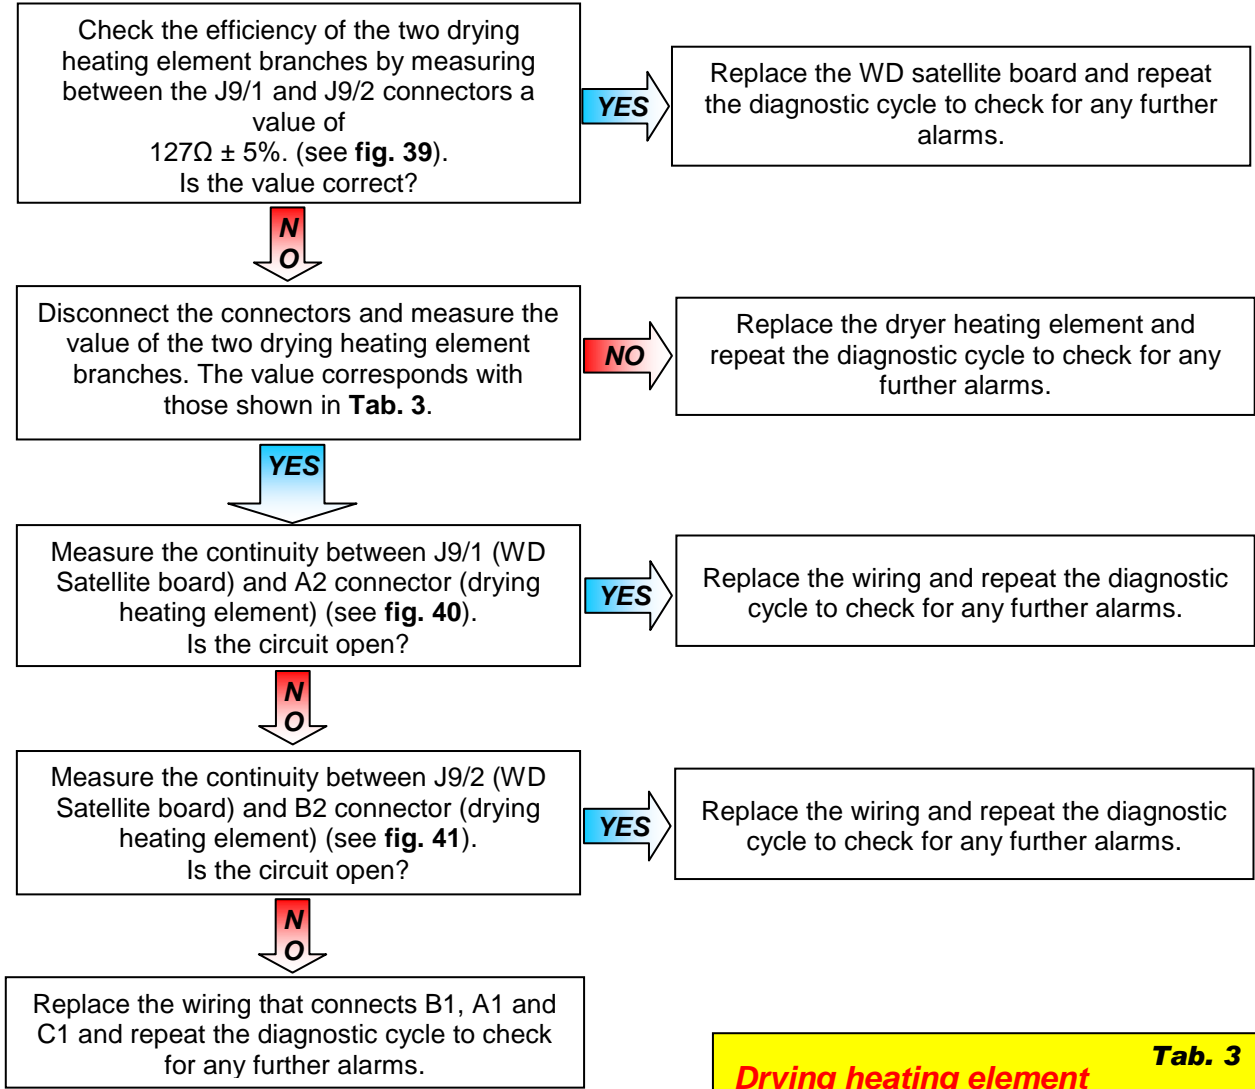 Check the efficiency of the two drying
heating element branches by measuring
between the J9/1 and J9/2 connectors a
value of
127Ω ± 5%. (see fig. 39).
Is the value correct?
YES
Replace the WD satellite board and repeat
the diagnostic cycle to check for any further
alarms.
N
O
Disconnect the connectors and measure the
value of the two drying heating element
branches. The value corresponds with
those shown in Tab. 3.
NO
Replace the dryer heating element and
repeat the diagnostic cycle to check for any
further alarms.
YES
Measure the continuity between J9/1 (WD
Satellite board) and A2 connector (drying
heating element) (see fig. 40).
Is the circuit open?
YES
Replace the wiring and repeat the diagnostic
cycle to check for any further alarms.
N
O
Measure the continuity between J9/2 (WD
Satellite board) and B2 connector (drying
heating element) (see fig. 41).
Is the circuit open?
YES
Replace the wiring and repeat the diagnostic
cycle to check for any further alarms.
N
O
Replace the wiring that connects B1, A1 and
C1 and repeat the diagnostic cycle to check
for any further alarms.
Tab. 3
Drying heating element